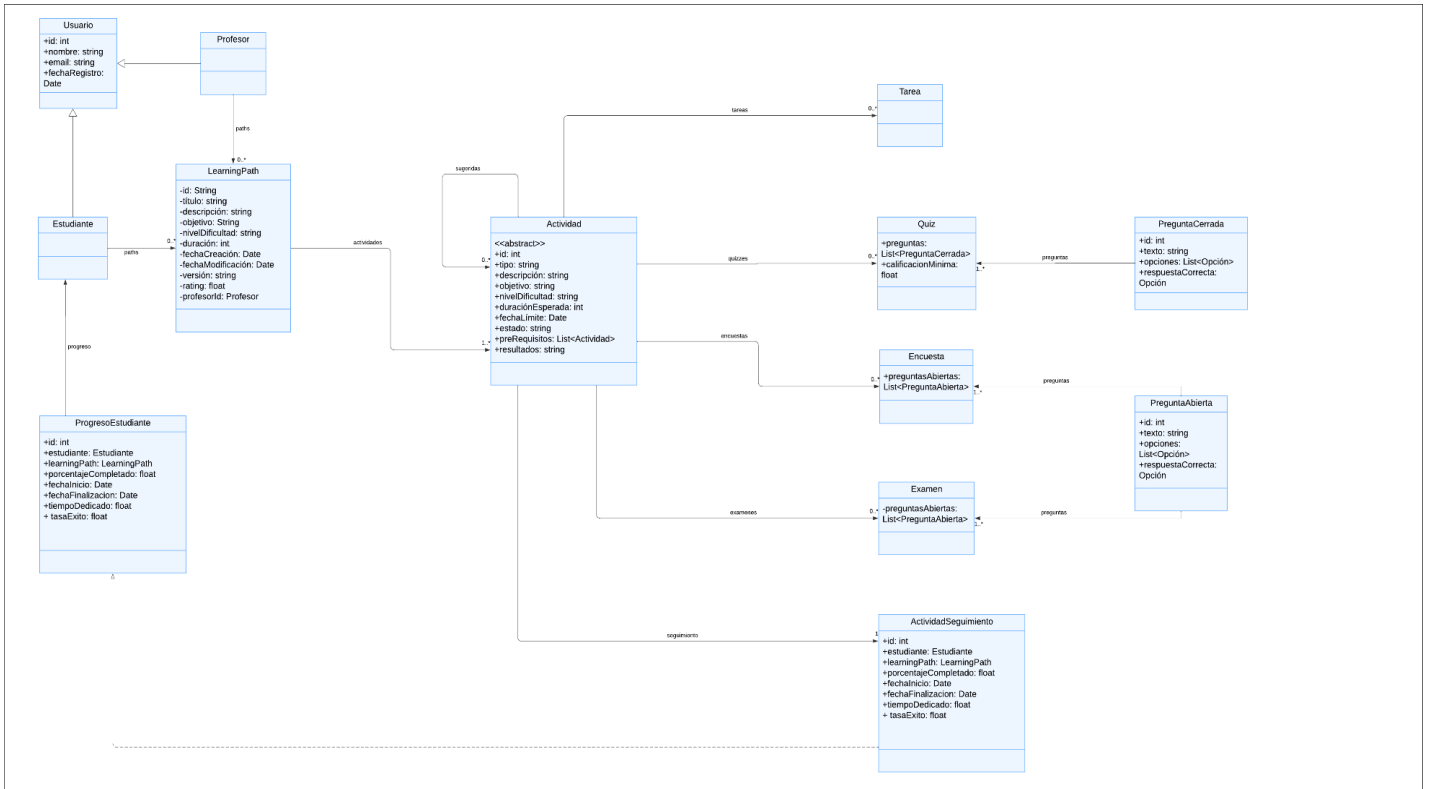 Usuario
+id: int
+nombre: string
+email: string
+fechaRegistro:
Date
Profesor
paths
0..*
LearningPath
-id: String
-título: string
-descripción: string
-objetivo: String
-nivelDificultad: string
-duración: int
-fechaCreación: Date
-fechaModificación: Date
-versión: string
-rating: float
-profesorId: Profesor
Estudiante
paths
0..*
progreso
ProgresoEstudiante
+id: int
+estudiante: Estudiante
+learningPath: LearningPath
+porcentajeCompletado: float
+fechaInicio: Date
+fechaFinalizacion: Date
+tiempoDedicado: float
+ tasaExito: float
actividades
1..*
sugeridas
0..*
Actividad
<<abstract>>
+id: int
+tipo: string
+descripción: string
+objetivo: string
+nivelDificultad: string
+duraciónEsperada: int
+fechaLímite: Date
+estado: string
+preRequisitos: List<Actividad>
+resultados: string
tareas
0..*
Tarea
quizzes
0..*
Quiz
+preguntas:
List<PreguntaCerrada>
+calificacionMinima:
float
preguntas
1..*
PreguntaCerrada
+id: int
+texto: string
+opciones: List<Opción>
+respuestaCorrecta:
Opción
encuestas
0..*
Encuesta
+preguntasAbiertas:
List<PreguntaAbierta>
preguntas
1..*
PreguntaAbierta
+id: int
+texto: string
+opciones:
List<Opción>
+respuestaCorrecta:
Opción
examenes
0..*
Examen
-preguntasAbiertas:
List<PreguntaAbierta>
preguntas
1..*
seguimiento
1
ActividadSeguimiento
+id: int
+estudiante: Estudiante
+learningPath: LearningPath
+porcentajeCompletado: float
+fechaInicio: Date
+fechaFinalizacion: Date
+tiempoDedicado: float
+ tasaExito: float